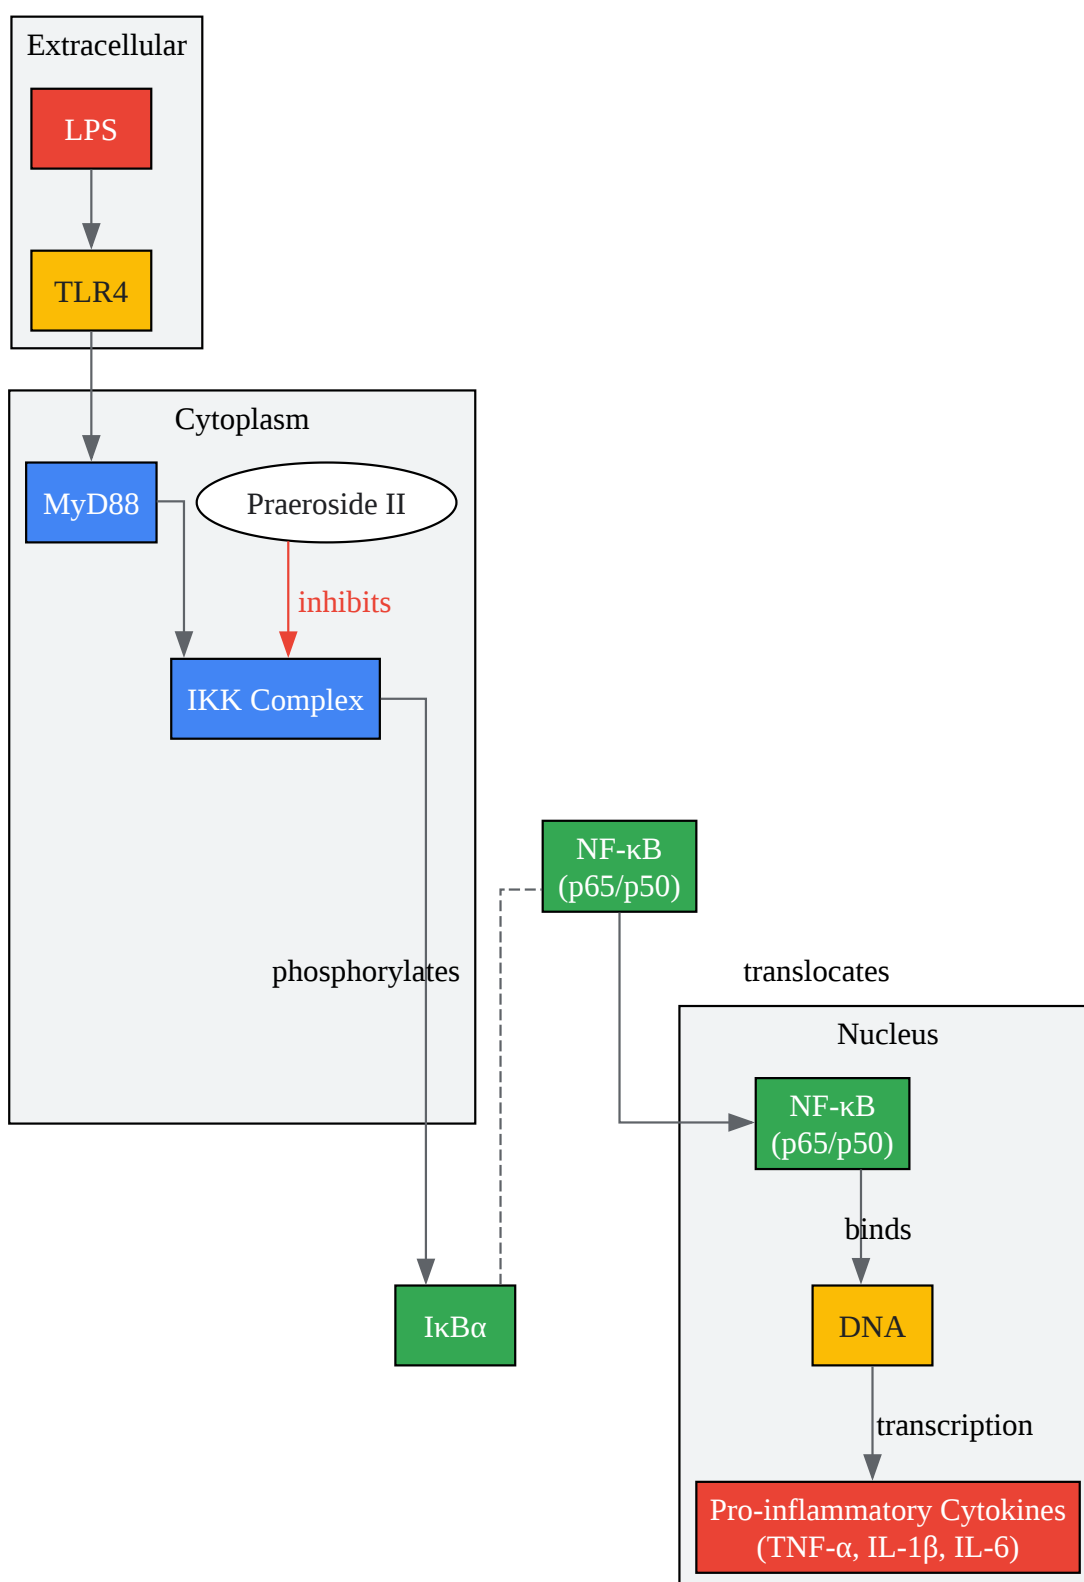 Extracellular
LPS
TLR4
Cytoplasm
MyD88
Praeroside II
inhibits
IKK Complex
NF-κB
(p65/p50)
phosphorylates
translocates
Nucleus
NF-κB
(p65/p50)
binds
IκBα
DNA
transcription
Pro-inflammatory Cytokines
(TNF-α, IL-1β, IL-6)